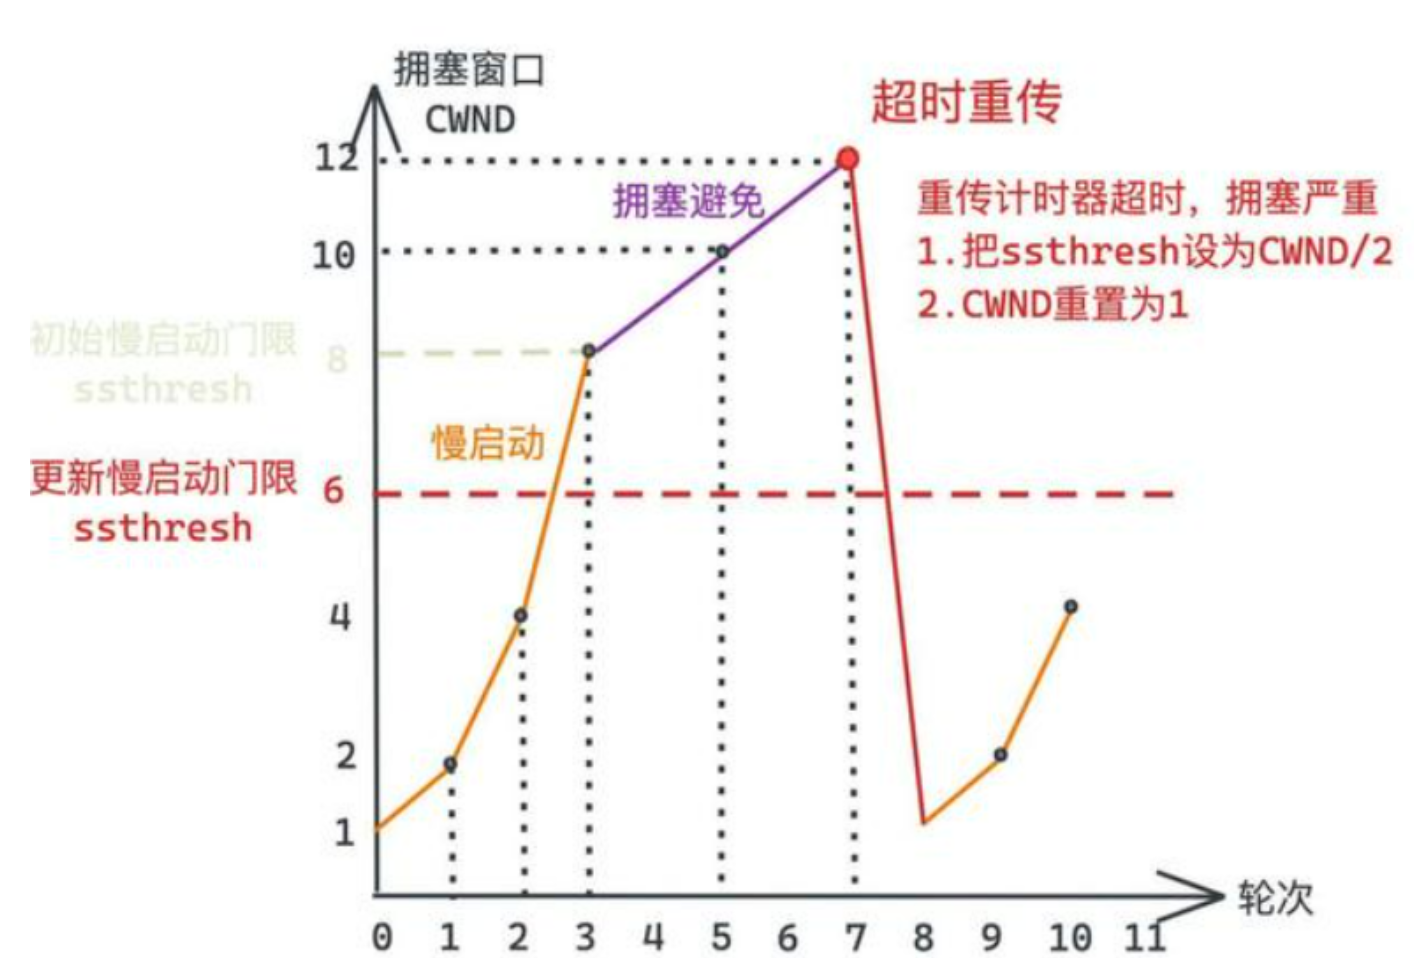 拥塞窗口
CWND
超时重传
12
拥塞避免
重传计时器超时，拥塞严重
1.把ssthresh设为CWND/2
2.CWND重置为1
10
初始慢启动门限
ssthresh
8
慢启动
更新慢启动门限
ssthresh
6
4
2
1
轮次
0 1 2 3 4 5 6 7 8 9 10 11